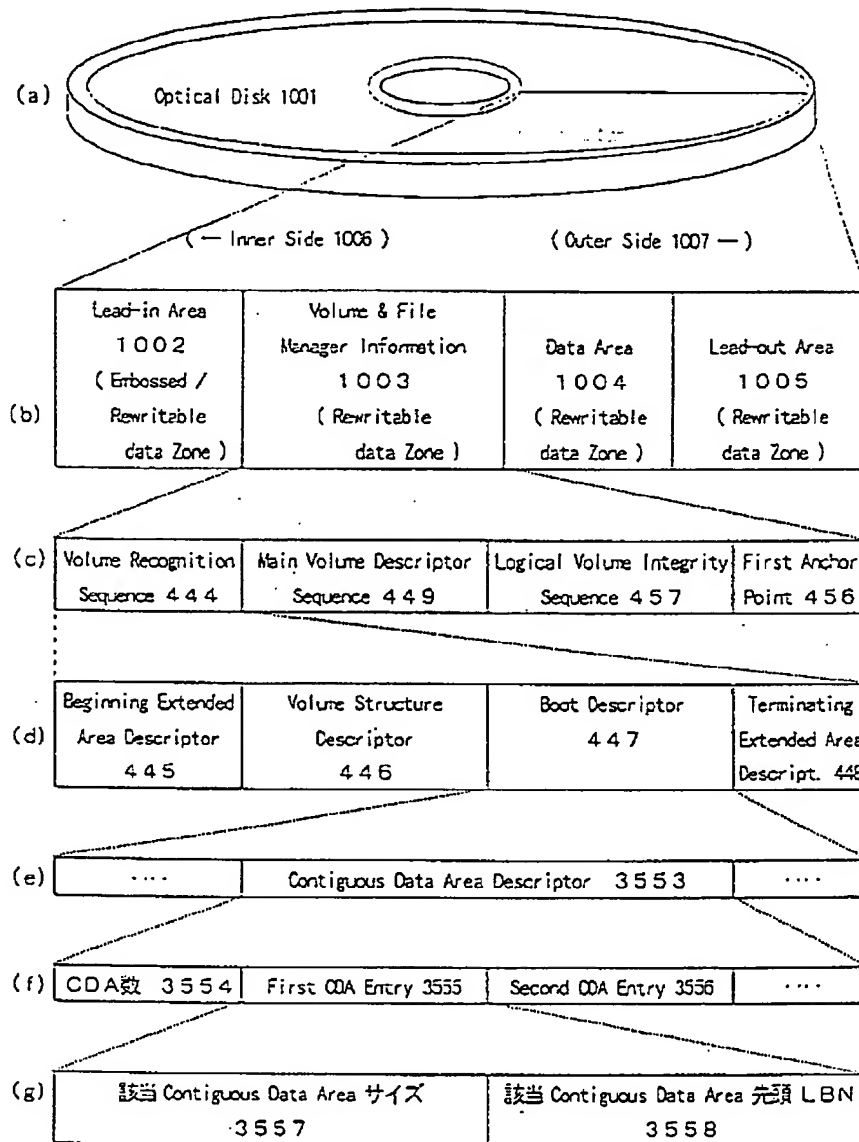 (a)
Optical Disk 1001
(← Inner Side 1006 )
(Outer Side 1007 —)
(b)
Lead-in Area
1002
( Embossed /
Rewritable
data Zone )
Volume & File
Manager Information
1003
( Rewritable
data Zone )
Data Area
1004
( Rewritable
data Zone )
Lead-out Area
1005
( Rewritable
data Zone )
(c)
Volume Recognition
Sequence 444
Main Volume Descriptor
Sequence 449
Logical Volume Integrity
Sequence 457
First Anchor
Point 456
(d)
Beginning Extended
Area Descriptor
445
Volume Structure
Descriptor
446
Boot Descriptor
447
Terminating
Extended Area
Descript. 448
(e)
....
Contiguous Data Area Descriptor 3553
....
(f)
CDA数 3554
First CDA Entry 3555
Second CDA Entry 3556
....
(g)
該当 Contiguous Data Area サイズ
3557
該当 Contiguous Data Area 先頭 LBN
3558